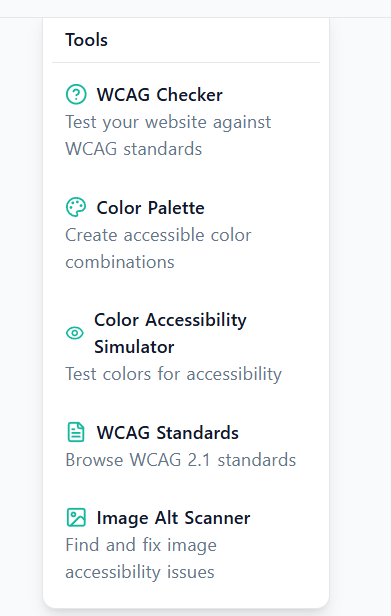 Tools
WCAG Checker
Test your website against
WCAG standards
Color Palette
Create accessible color
combinations
Color Accessibility
Simulator
Test colors for accessibility
WCAG Standards
Browse WCAG 2.1 standards
Image Alt Scanner
Find and fix image
accessibility issues